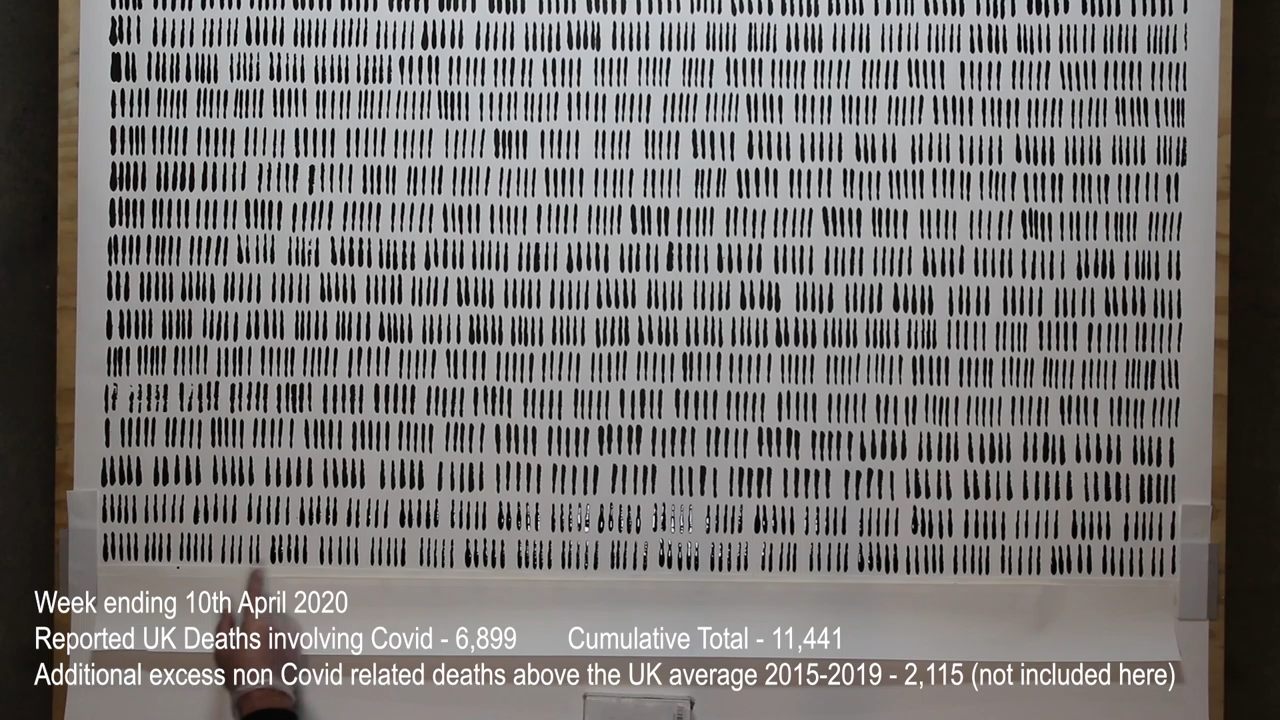 Week ending 10th April 2020
Reported UK Deaths involving Covid - 6,899 Cumulative Total - 11,441
Additional excess non Covid related deaths above the UK average 2015-2019 - 2,115 (not included here)